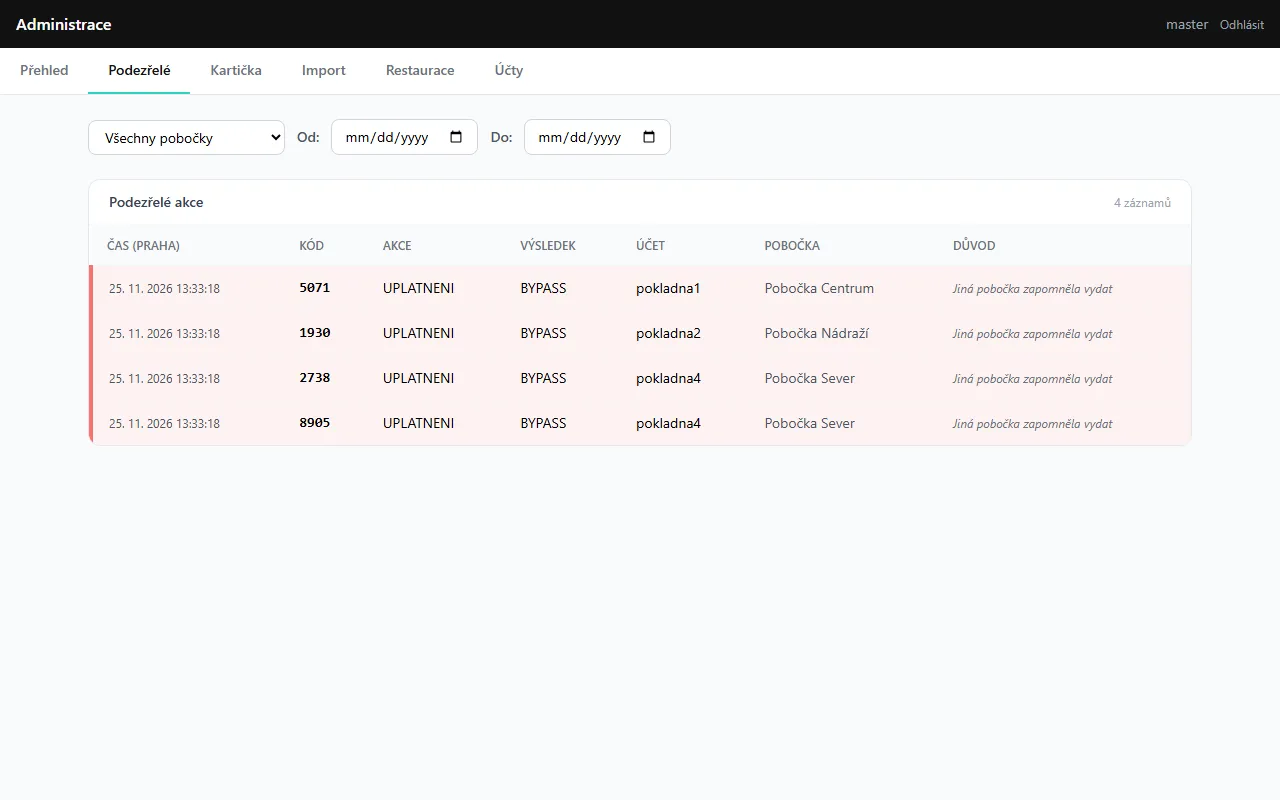 Administrace master Odhlásit
Přehled Podezřelé Kartička Import Restaurace Účty
Všechny pobočky Od: mm/dd/yyyy Do: mm/dd/yyyy
Podezřelé akce 4 záznamů
ČAS (PRAHA) KÓD AKCE VÝSLEDEK ÚČET POBOČKA DŮVOD
25. 11. 2026 13:33:18 5071 UPLATNENI BYPASS pokladna1 Pobočka Centrum Jiná pobočka zapomněla vydat
25. 11. 2026 13:33:18 1930 UPLATNENI BYPASS pokladna2 Pobočka Nádraží Jiná pobočka zapomněla vydat
25. 11. 2026 13:33:18 2738 UPLATNENI BYPASS pokladna4 Pobočka Sever Jiná pobočka zapomněla vydat
25. 11. 2026 13:33:18 8905 UPLATNENI BYPASS pokladna4 Pobočka Sever Jiná pobočka zapomněla vydat